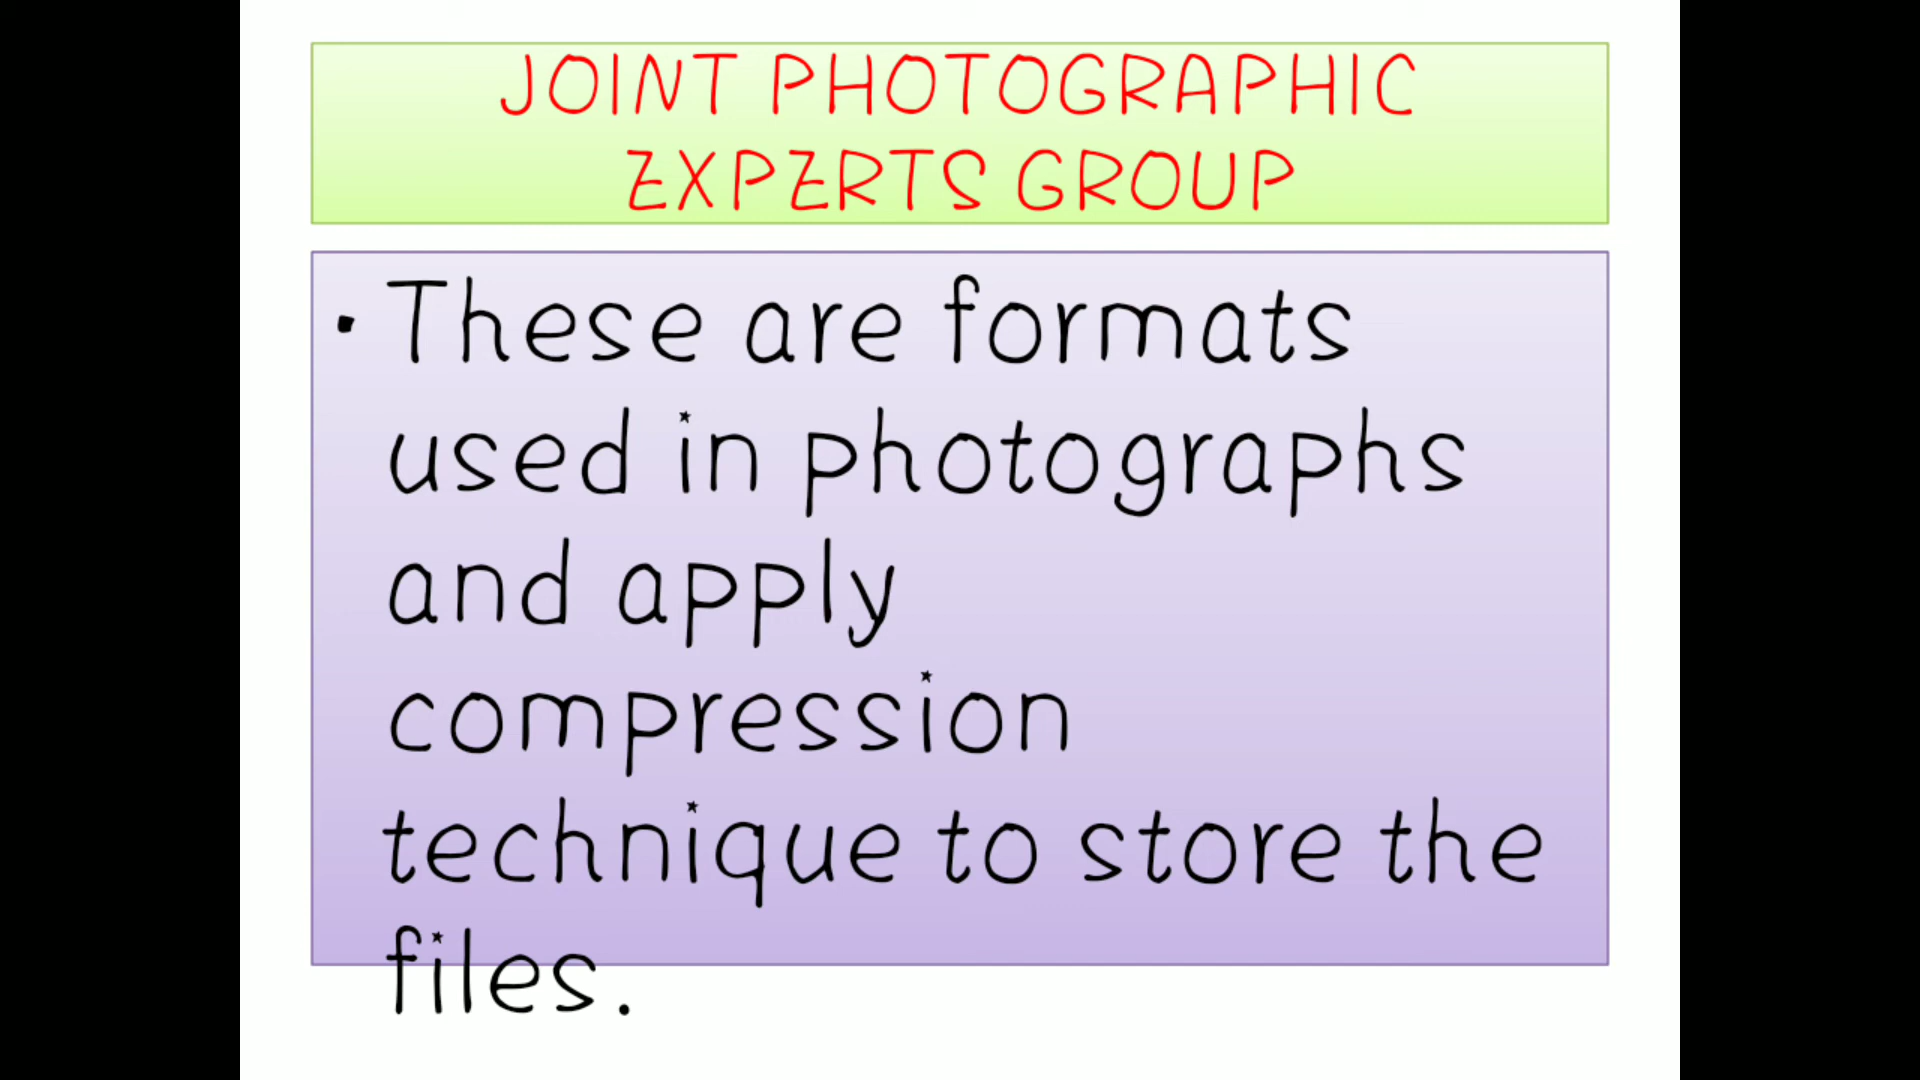 JOINT PHOTOGRAPHIC
EXPERTS GROUP
• These are formats
used in photographs
and apply
compression
technique to store the
files.